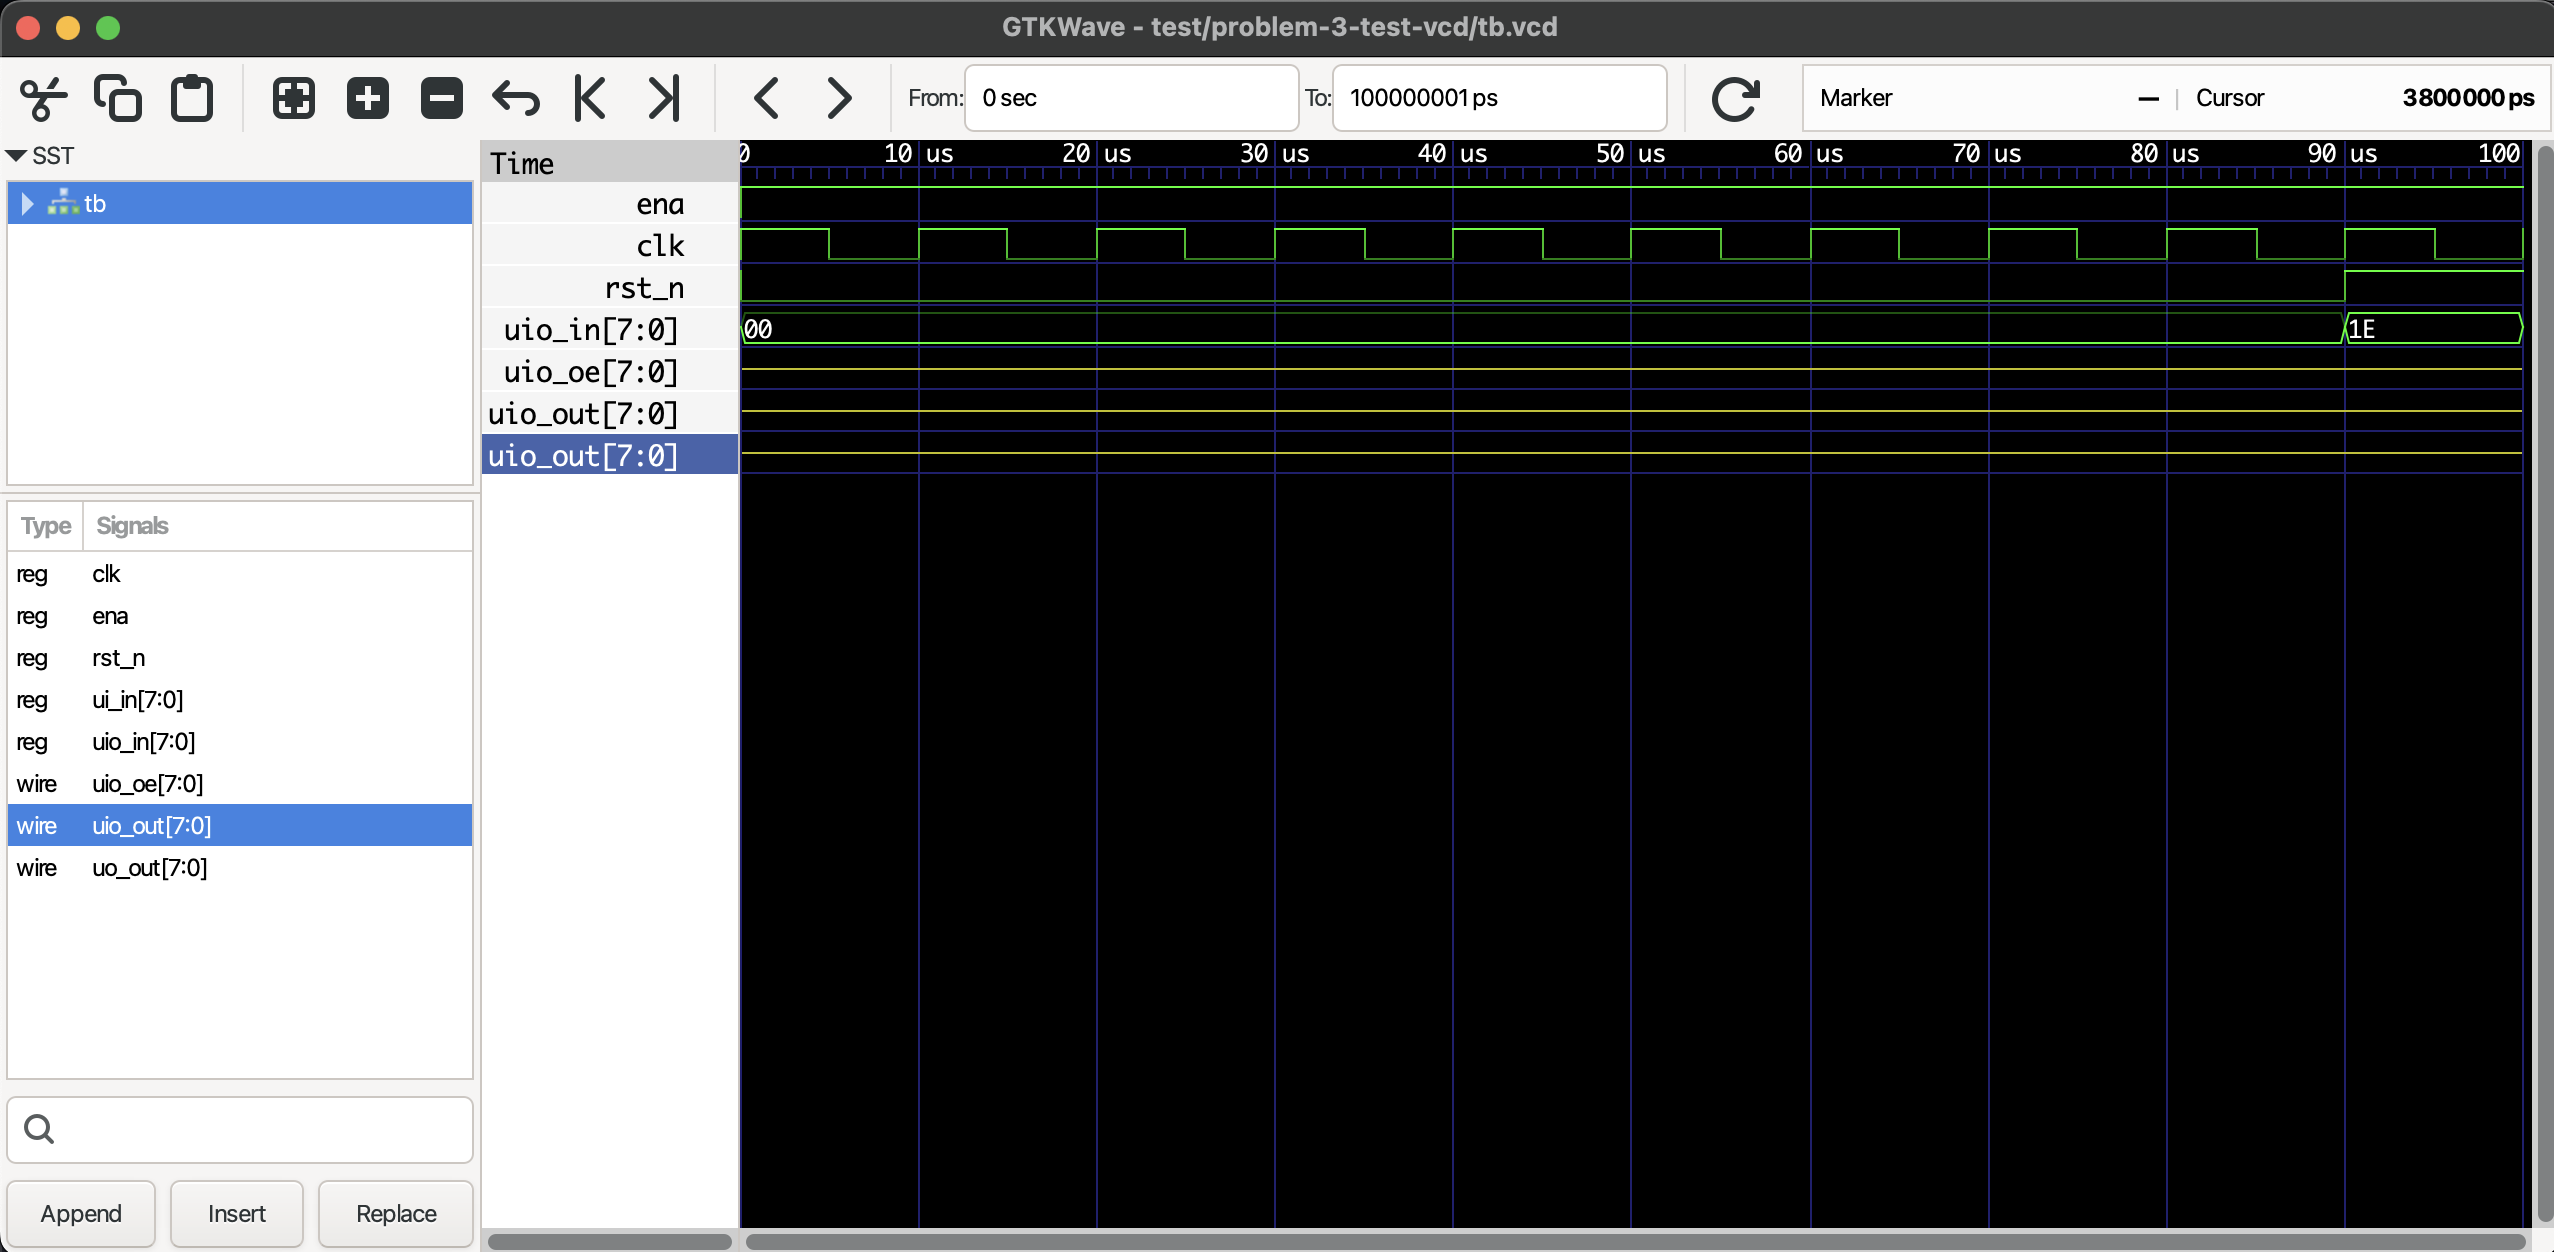 GTKWave - test/problem-3-test-vcd/tb.vcd
From: 0 sec To: 100000001 ps Marker — | Cursor 3800000 ps
SST
tb
Type Signals
reg clk
reg ena
reg rst_n
reg ui_in[7:0]
reg uio_in[7:0]
wire uio_oe[7:0]
wire uio_out[7:0]
wire uo_out[7:0]
Append Insert Replace
Time
ena
clk
rst_n
uio_in[7:0]
uio_oe[7:0]
uio_out[7:0]
uio_out[7:0]
0 10 us 20 us 30 us 40 us 50 us 60 us 70 us 80 us 90 us 100
00 1E